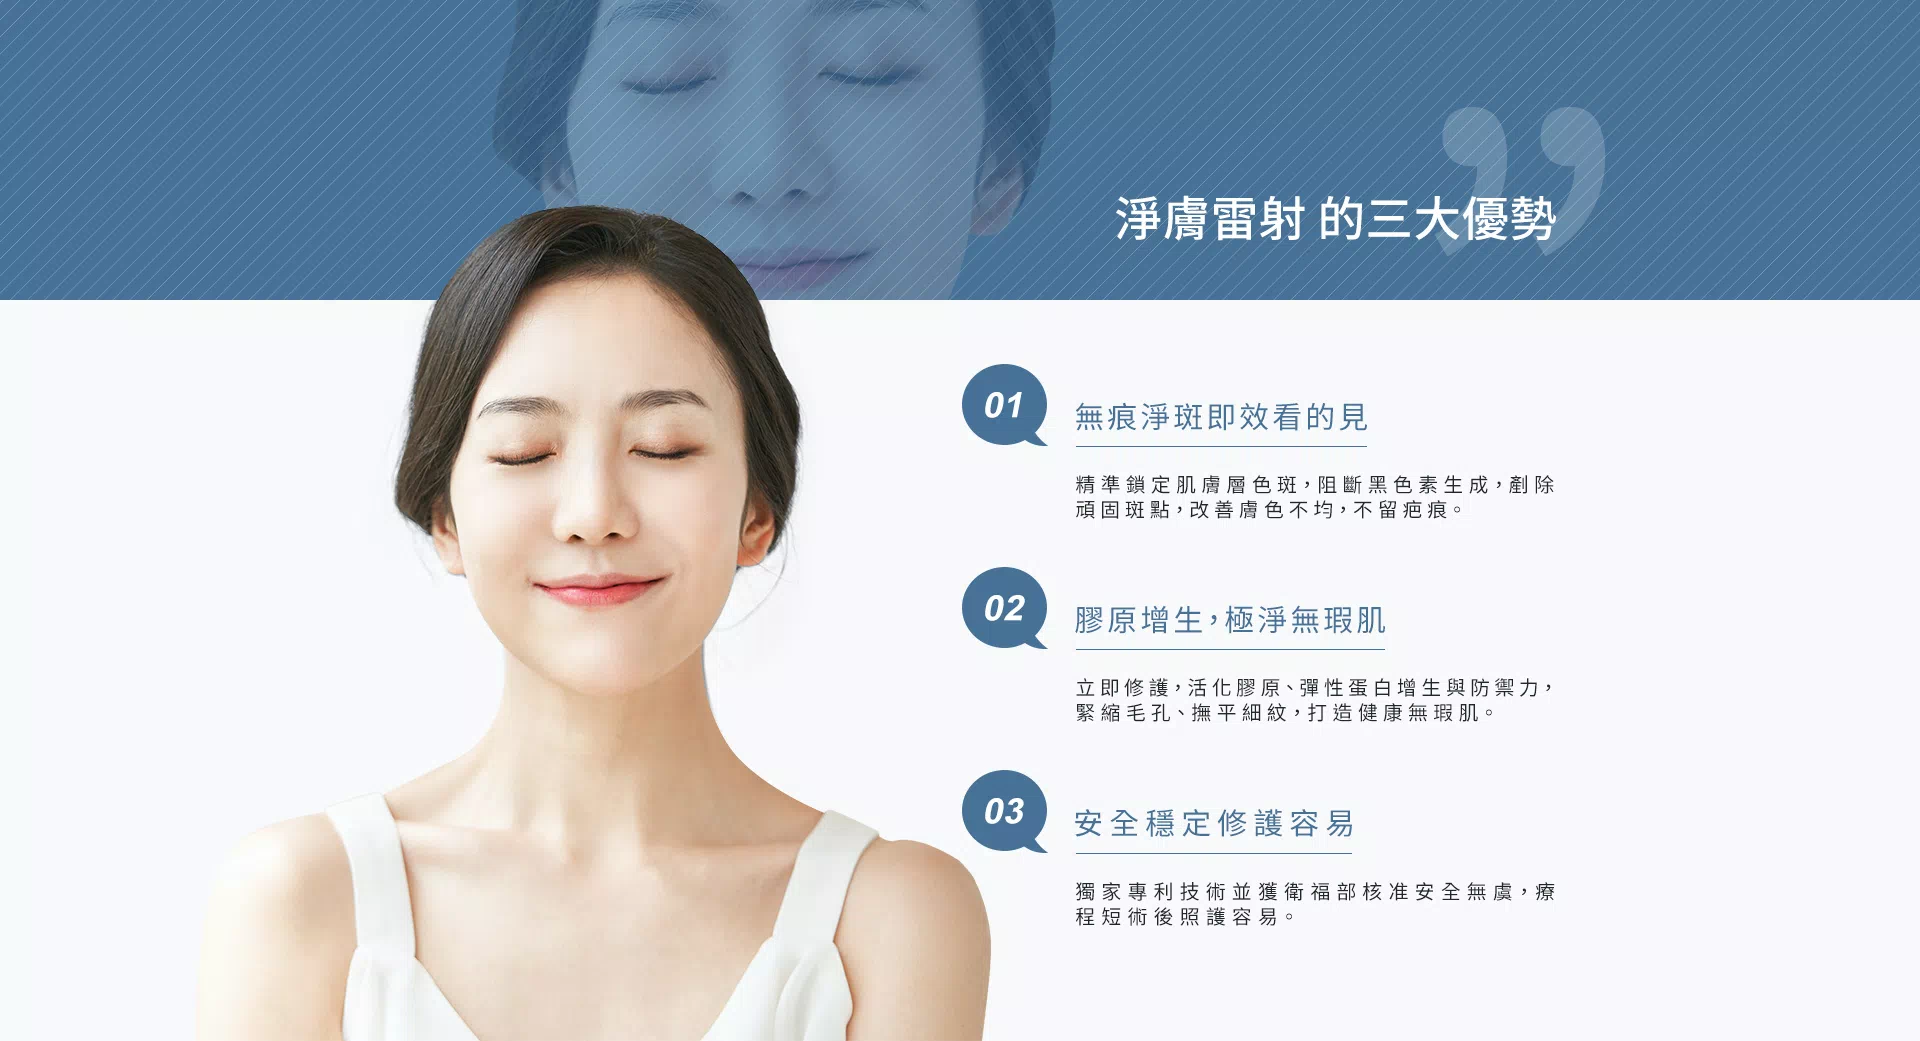 淨膚雷射 的三大優勢
01
無痕淨斑即效看的見
精準鎖定肌膚層色斑，阻斷黑色素生成，剷除
頑固斑點，改善膚色不均，不留疤痕。
02
膠原增生，極淨無瑕肌
立即修護，活化膠原、彈性蛋白增生與防禦力，
緊縮毛孔、撫平細紋，打造健康無瑕肌。
03
安全穩定修護容易
獨家專利技術並獲衛福部核准安全無虞，療
程短術後照護容易。